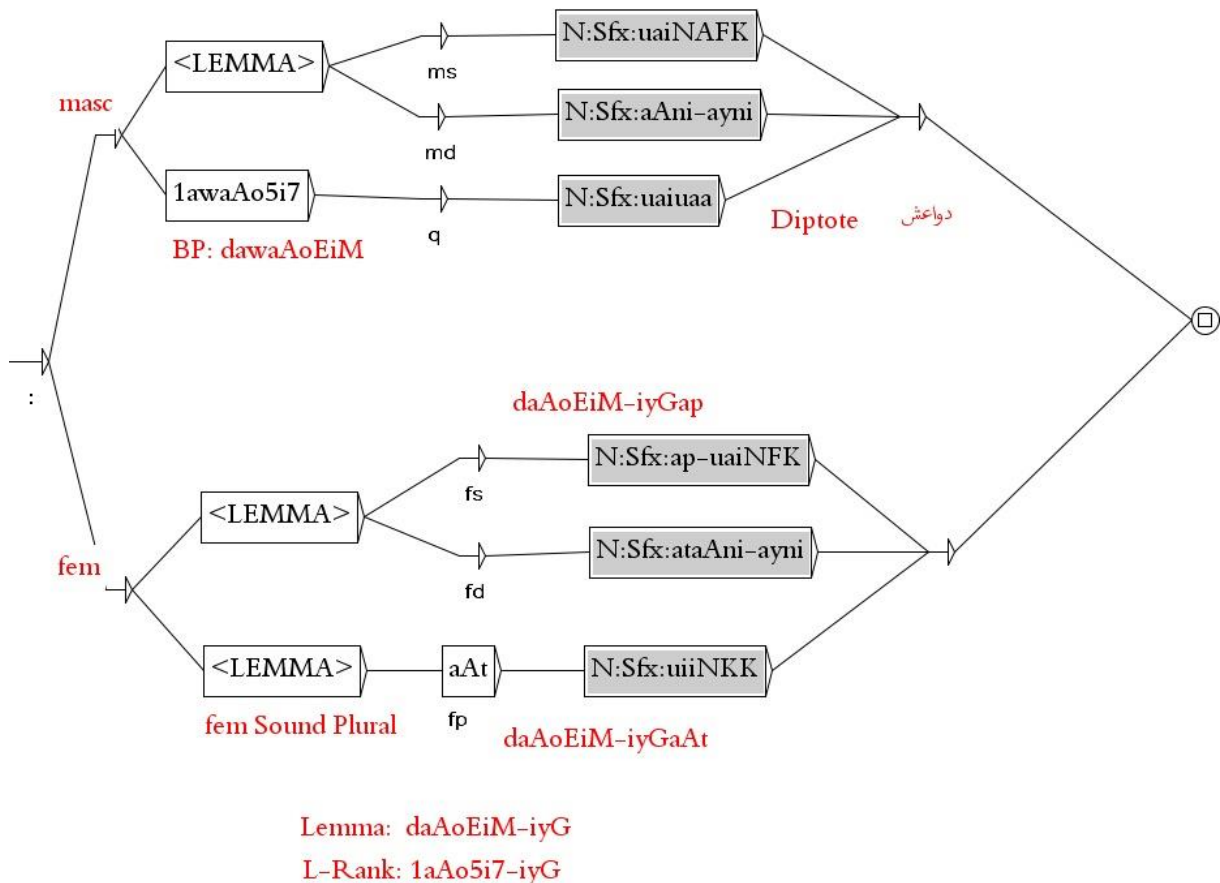 N:Sfx:uaiNAFK
<LEMMA>
ms
masc
N:Sfx:aAni-ayni
md
1awaAo5i7
N:Sfx:uaiuaa
q
Diptote دواعش
BP: dawaAoEiM
:
daAoEiM-iyGap
N:Sfx:ap-uaiNFK
fs
<LEMMA>
N:Sfx:ataAni-ayni
fem
fd
<LEMMA>
aAt
N:Sfx:uiiNKK
fem Sound Plural
fp
daAoEiM-iyGaAt
Lemma: daAoEiM-iyG
L-Rank: 1aAo5i7-iyG